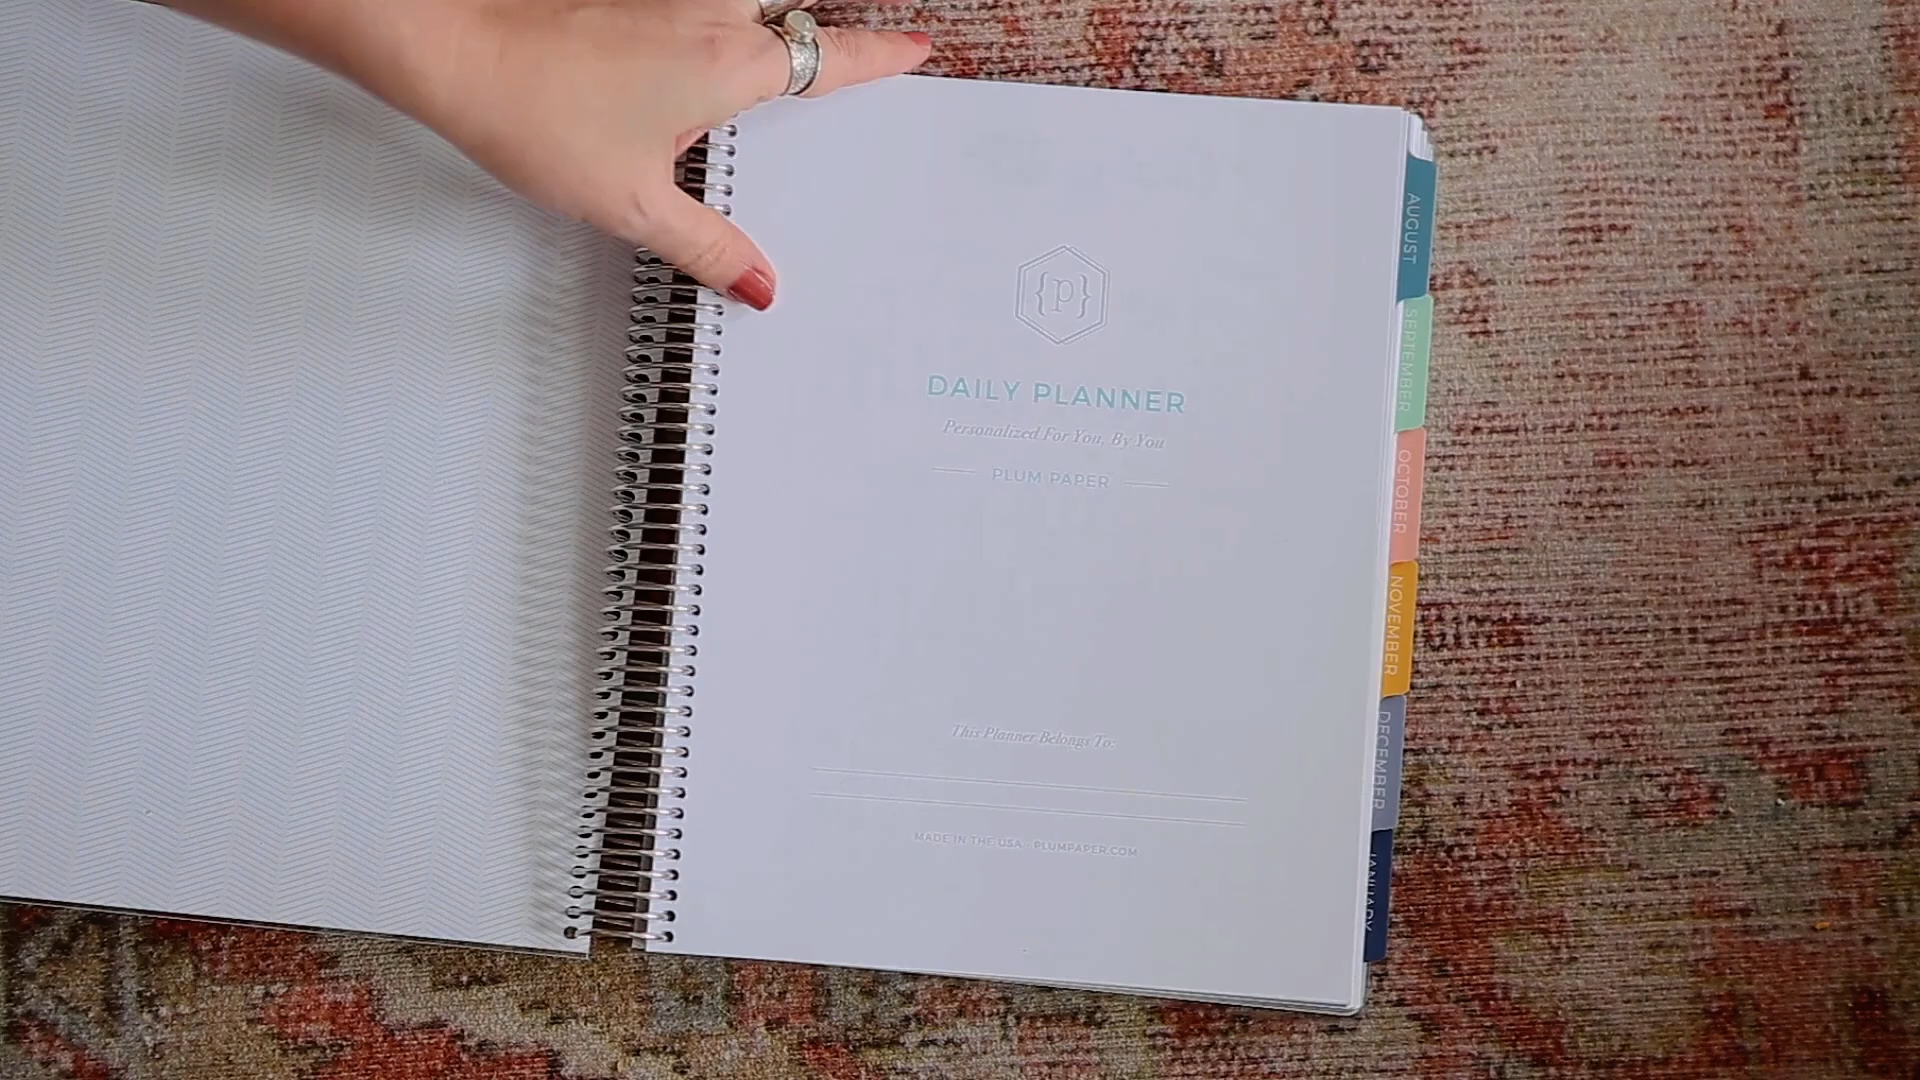 {p}
DAILY PLANNER
Personalized For You, By You
PLUM PAPER
This Planner Belongs To:
MADE IN THE USA · PLUMPAPER.COM
AUGUST
SEPTEMBER
OCTOBER
NOVEMBER
DECEMBER
JANUARY